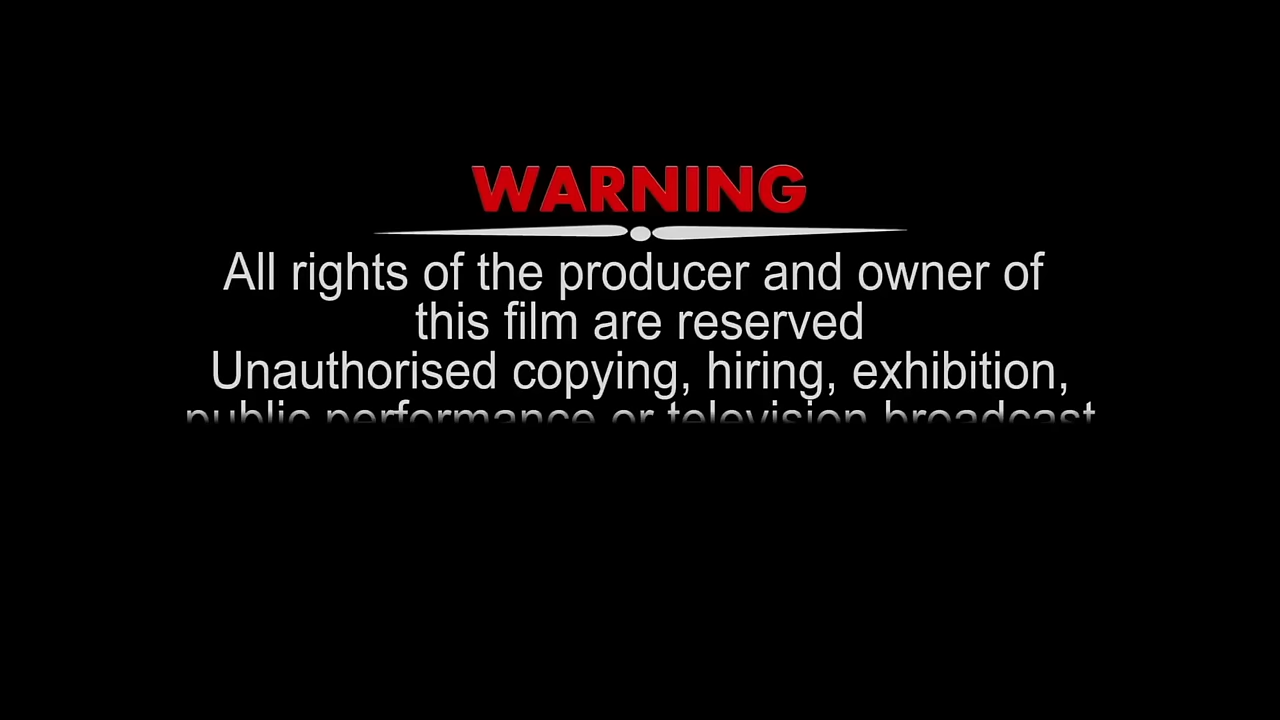 WARNING
All rights of the producer and owner of
this film are reserved
Unauthorised copying, hiring, exhibition,
public performance or television broadcast